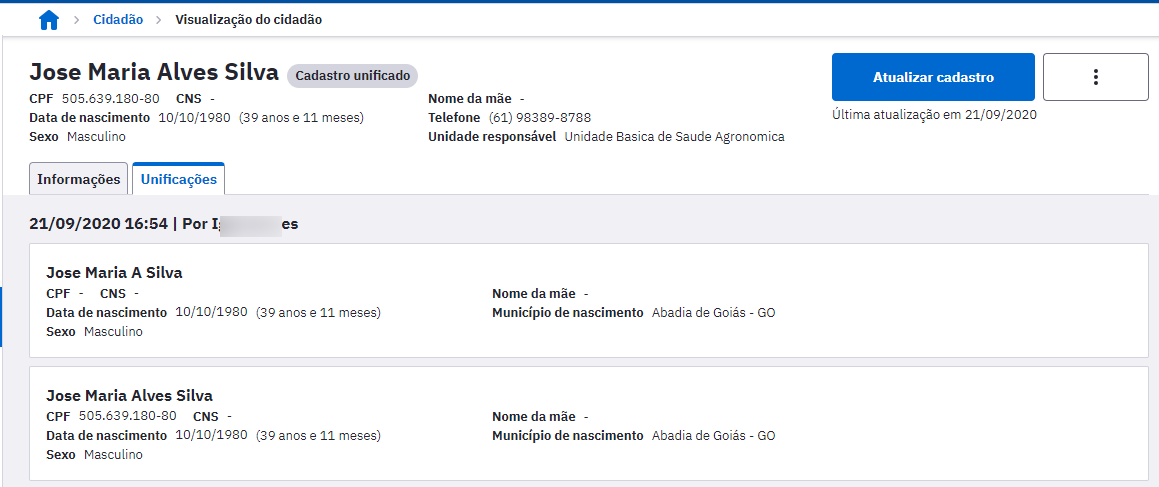 Cidadão Visualização do cidadão
Jose Maria Alves Silva Cadastro unificado
Atualizar cadastro
CPF 505.639.180-80 CNS - Nome da mãe -
Data de nascimento 10/10/1980 (39 anos e 11 meses) Telefone (61) 98389-8788
Última atualização em 21/09/2020
Sexo Masculino Unidade responsável Unidade Basica de Saude Agronomica
Informações Unificações
21/09/2020 16:54 | Por
Jose Maria A Silva
CPF - CNS - Nome da mãe -
Data de nascimento 10/10/1980 (39 anos e 11 meses) Município de nascimento Abadia de Goiás - GO
Sexo Masculino
Jose Maria Alves Silva
CPF 505.639.180-80 CNS - Nome da mãe -
Data de nascimento 10/10/1980 (39 anos e 11 meses) Município de nascimento Abadia de Goiás - GO
Sexo Masculino